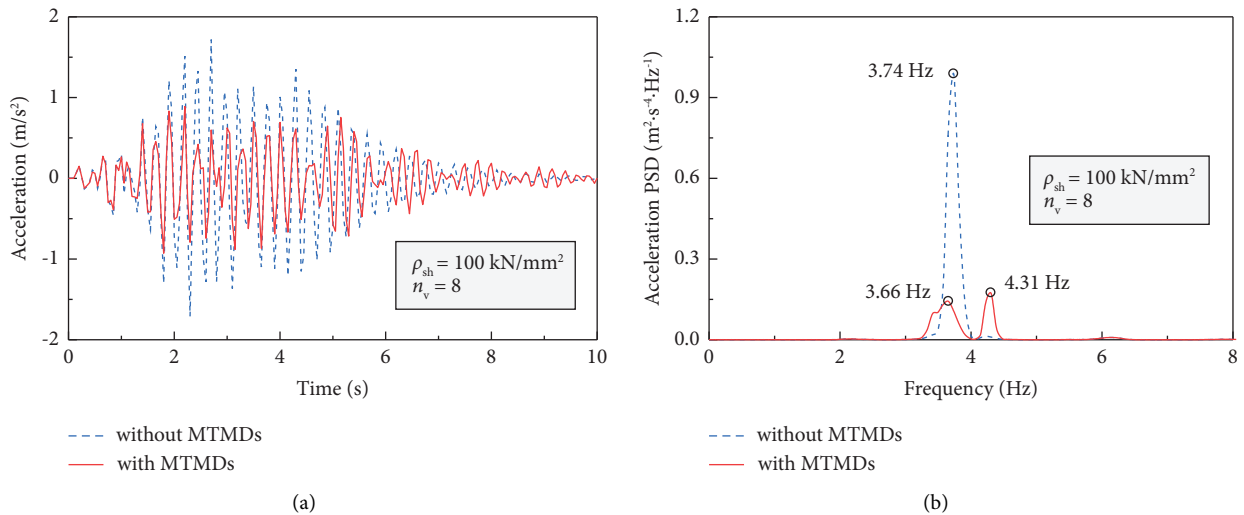 2
1
0
-1
-2
Acceleration (m/s²)
0 2 4 6 8 10
Time (s)
ρsh = 100 kN/mm²
nv = 8
without MTMDs
with MTMDs
(a)
1.2
0.9
0.6
0.3
0.0
Acceleration PSD (m²·s⁻⁴·Hz⁻¹)
3.74 Hz
3.66 Hz
4.31 Hz
ρsh = 100 kN/mm²
nv = 8
0 2 4 6 8
Frequency (Hz)
without MTMDs
with MTMDs
(b)